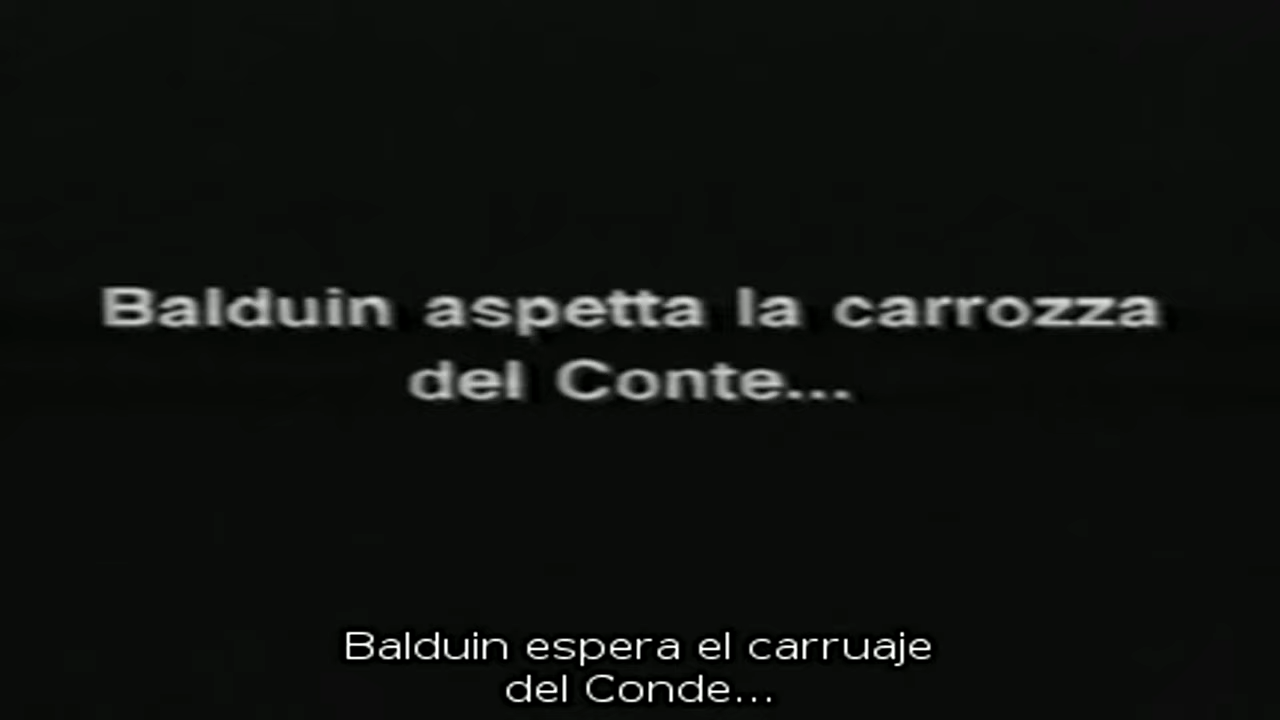 Balduin aspetta la carrozza
del Conte...
Balduin espera el carruaje
del Conde...